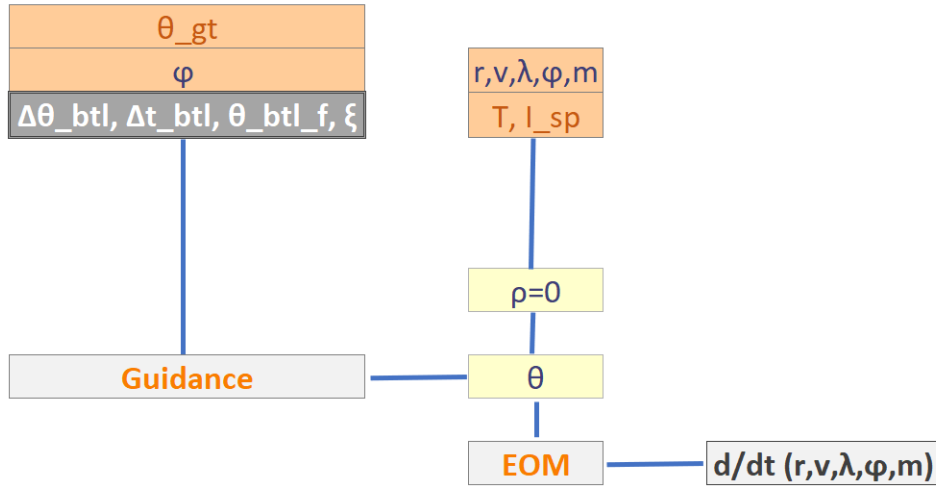 θ_gt
φ
Δθ_btl, Δt_btl, θ_btl_f, ξ
r,v,λ,φ,m
T, I_sp
ρ=0
Guidance
θ
EOM
d/dt (r,v,λ,φ,m)